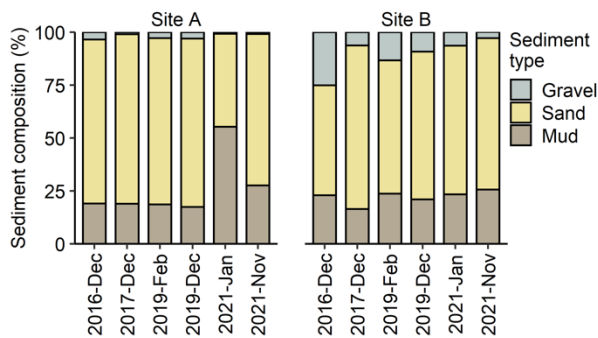 Site A
Site B
Sediment composition (%)
100
75
50
25
0
2016-Dec
2017-Dec
2019-Feb
2019-Dec
2021-Jan
2021-Nov
2016-Dec
2017-Dec
2019-Feb
2019-Dec
2021-Jan
2021-Nov
Sediment
type
Gravel
Sand
Mud